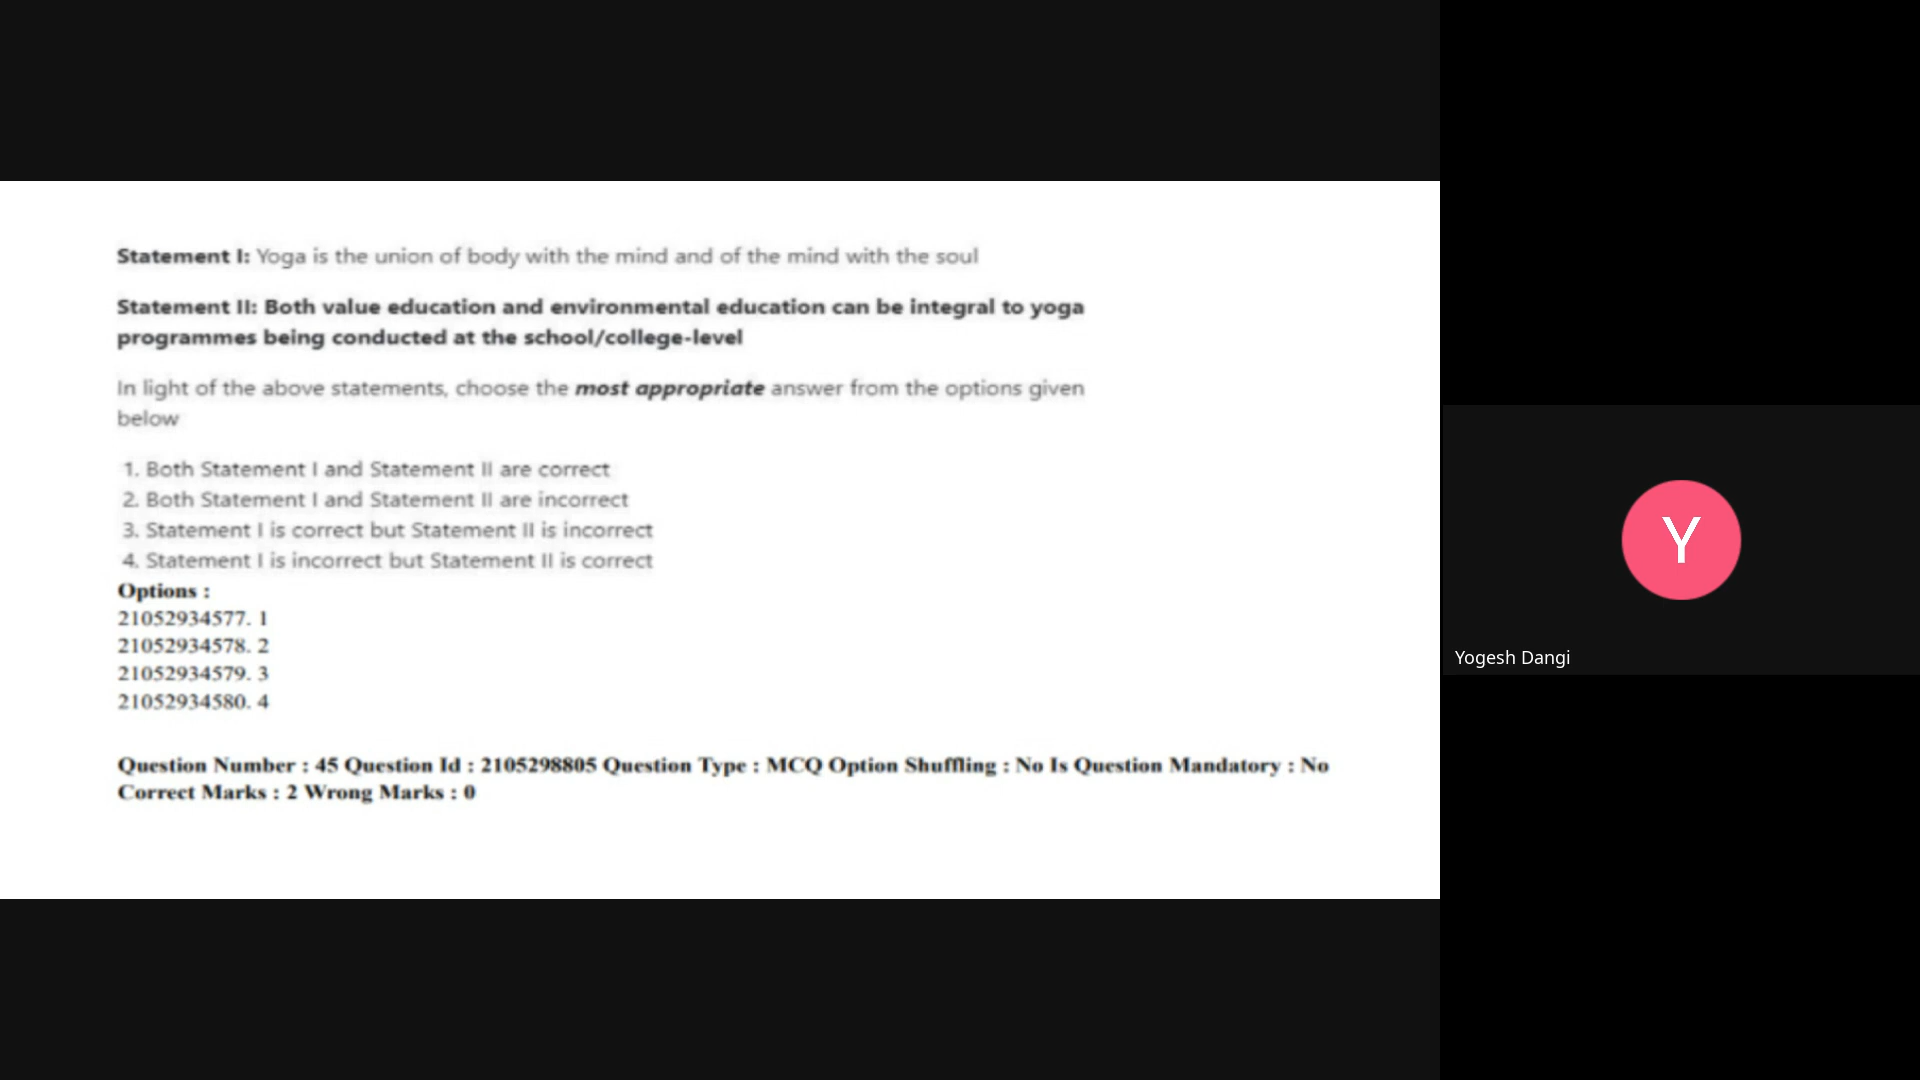 Statement I: Yoga is the union of body with the mind and of the mind with the soul
Statement II: Both value education and environmental education can be integral to yoga
programmes being conducted at the school/college-level
In light of the above statements, choose the most appropriate answer from the options given
below
1. Both Statement I and Statement II are correct
2. Both Statement I and Statement II are incorrect
3. Statement I is correct but Statement II is incorrect
4. Statement I is incorrect but Statement II is correct
Options :
21052934577. 1
21052934578. 2
21052934579. 3
21052934580. 4
Question Number : 45 Question Id : 2105298805 Question Type : MCQ Option Shuffling : No Is Question Mandatory : No
Correct Marks : 2 Wrong Marks : 0
Y
Yogesh Dangi